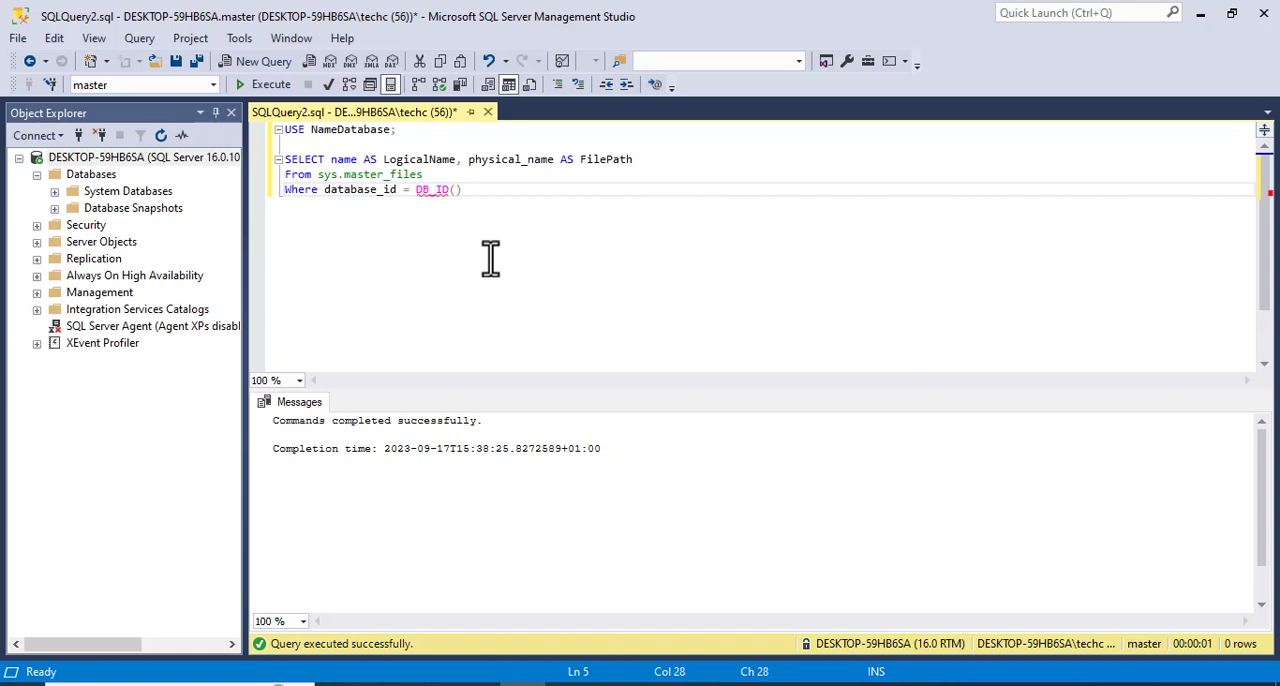 SQLQuery2.sql - DESKTOP-59HB6SA.master (DESKTOP-59HB6SA\techc (56))* - Microsoft SQL Server Management Studio
Quick Launch (Ctrl+Q)
File Edit View Query Project Tools Window Help
New Query
MDX DMX XMLA DAX
master
Execute
Object Explorer
SQLQuery2.sql - DE...9HB6SA\techc (56))*
Connect
DESKTOP-59HB6SA (SQL Server 16.0.10
Databases
System Databases
Database Snapshots
Security
Server Objects
Replication
Always On High Availability
Management
Integration Services Catalogs
SQL Server Agent (Agent XPs disabl
XEvent Profiler
USE NameDatabase;
SELECT name AS LogicalName, physical_name AS FilePath
From sys.master_files
Where database_id = DB_ID()
100 %
Messages
Commands completed successfully.
Completion time: 2023-09-17T15:38:25.8272589+01:00
100 %
Query executed successfully.
DESKTOP-59HB6SA (16.0 RTM)
DESKTOP-59HB6SA\techc ...
master
00:00:01
0 rows
Ready
Ln 5
Col 28
Ch 28
INS